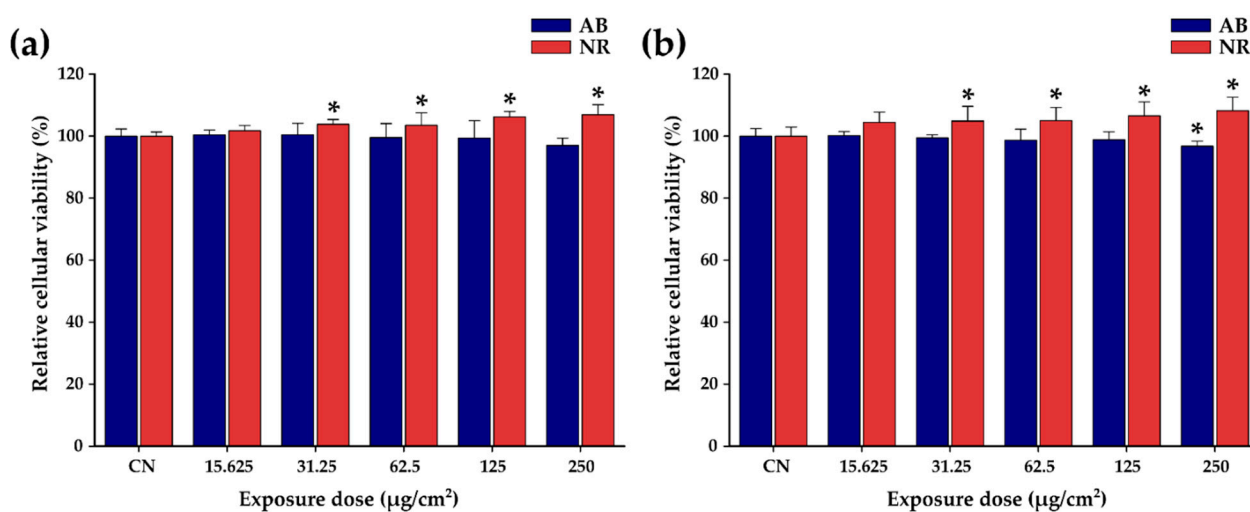 (a)
AB
NR
120
100
80
60
40
20
0
Relative cellular viability (%)
* * * *
CN 15.625 31.25 62.5 125 250
Exposure dose (µg/cm²)
(b)
AB
NR
120
100
80
60
40
20
0
Relative cellular viability (%)
* * * * *
CN 15.625 31.25 62.5 125 250
Exposure dose (µg/cm²)